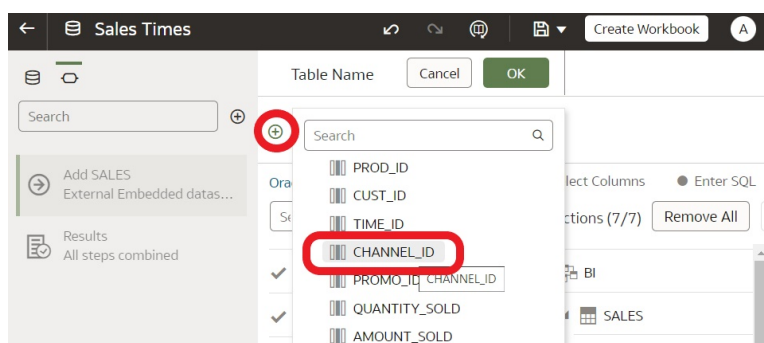 Sales Times
Create Workbook
A
Table Name
Cancel
OK
Search
Search
Add SALES
External Embedded datas...
Results
All steps combined
PROD_ID
CUST_ID
TIME_ID
CHANNEL_ID
PROMO_ID
CHANNEL_ID
QUANTITY_SOLD
AMOUNT_SOLD
Ora
Se
lect Columns
Enter SQL
ctions (7/7)
Remove All
BI
SALES